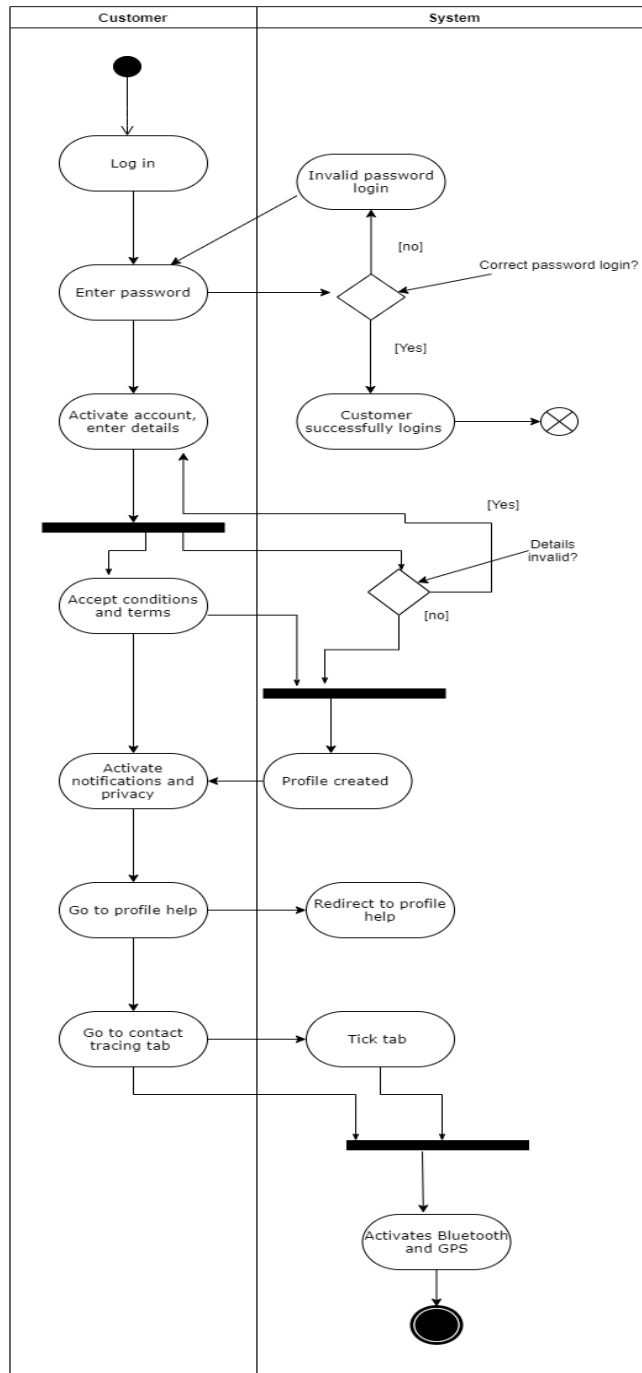 Customer
System
Log in
Invalid password
login
[no]
Correct password login?
Enter password
[Yes]
Activate account,
enter details
Customer
successfully logins
[Yes]
Details
invalid?
Accept conditions
and terms
[no]
Activate
notifications and
privacy
Profile created
Go to profile help
Redirect to profile
help
Go to contact
tracing tab
Tick tab
Activates Bluetooth
and GPS